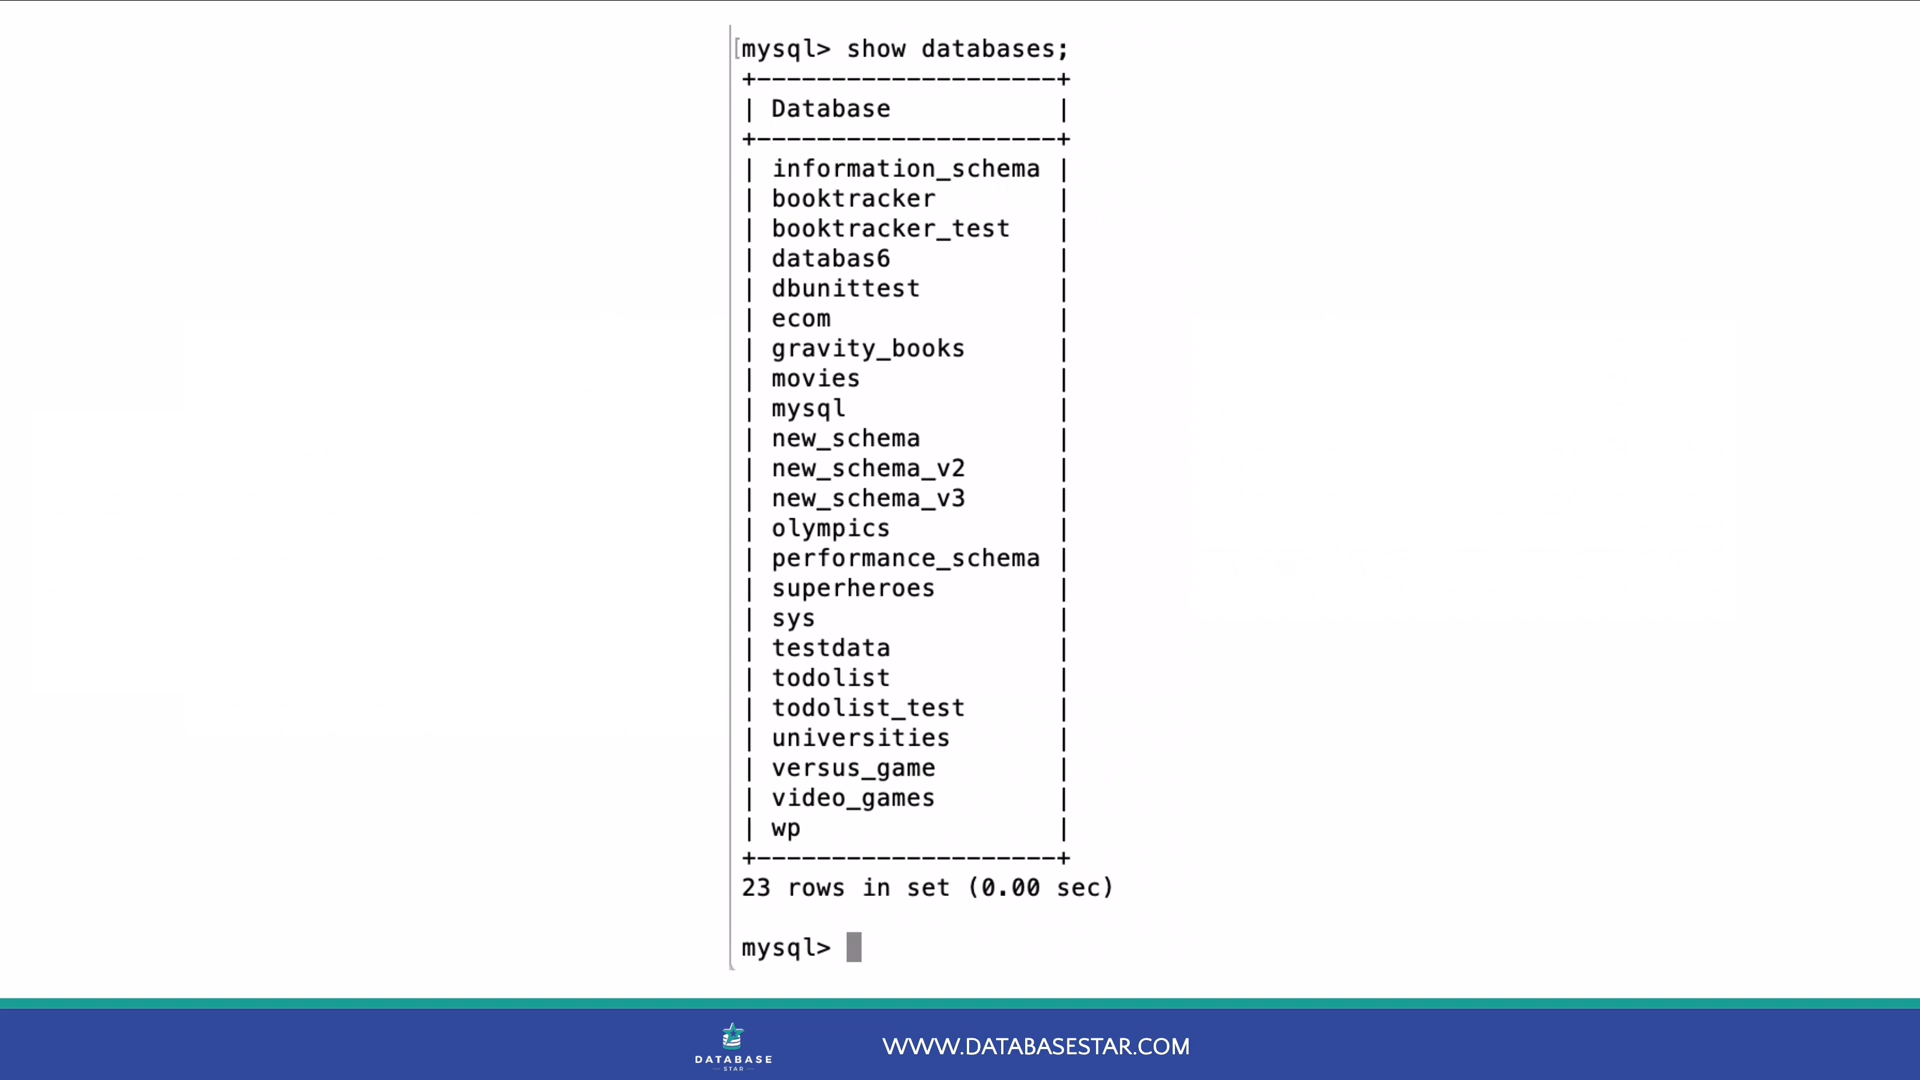 [mysql> show databases;
+--------------------+
| Database           |
+--------------------+
| information_schema |
| booktracker        |
| booktracker_test   |
| databas6           |
| dbunittest         |
| ecom               |
| gravity_books      |
| movies             |
| mysql              |
| new_schema         |
| new_schema_v2      |
| new_schema_v3      |
| olympics           |
| performance_schema |
| superheroes        |
| sys                |
| testdata           |
| todolist           |
| todolist_test      |
| universities       |
| versus_game        |
| video_games        |
| wp                 |
+--------------------+
23 rows in set (0.00 sec)
mysql>
DATABASE
STAR
WWW.DATABASESTAR.COM